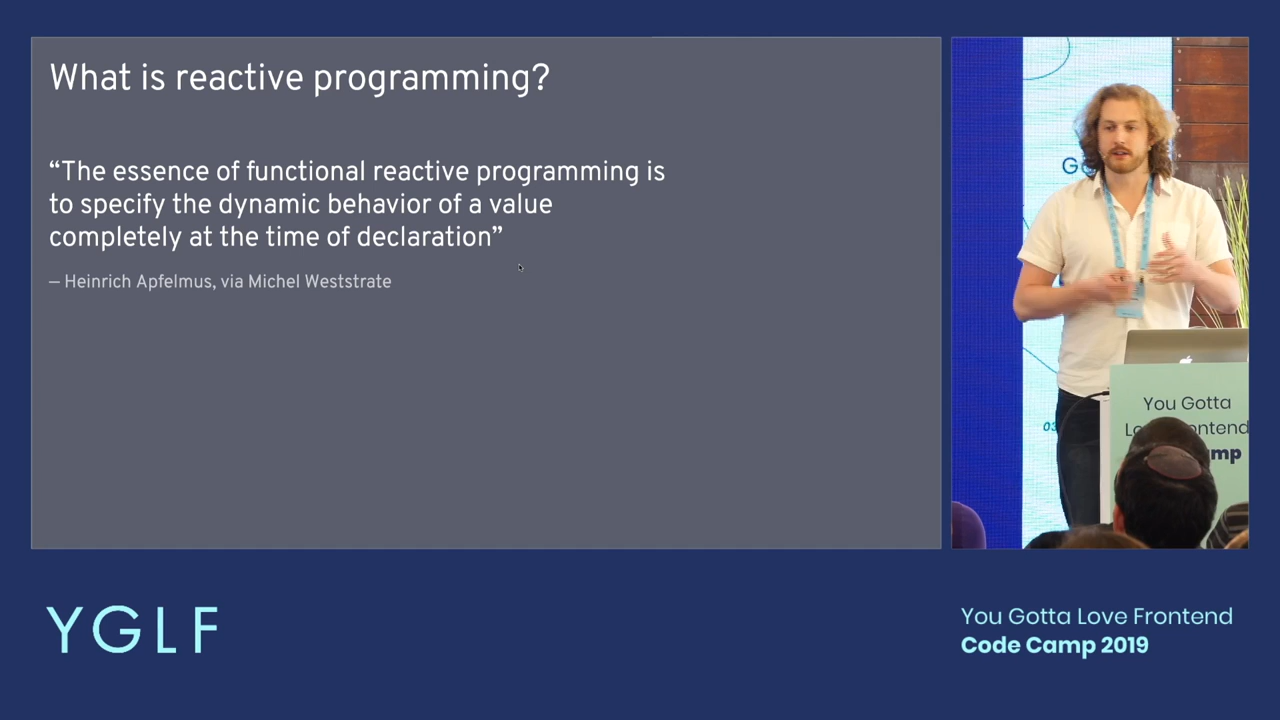 What is reactive programming?
“The essence of functional reactive programming is
to specify the dynamic behavior of a value
completely at the time of declaration”
– Heinrich Apfelmus, via Michel Weststrate
You Gotta
YGLF
You Gotta Love Frontend
Code Camp 2019